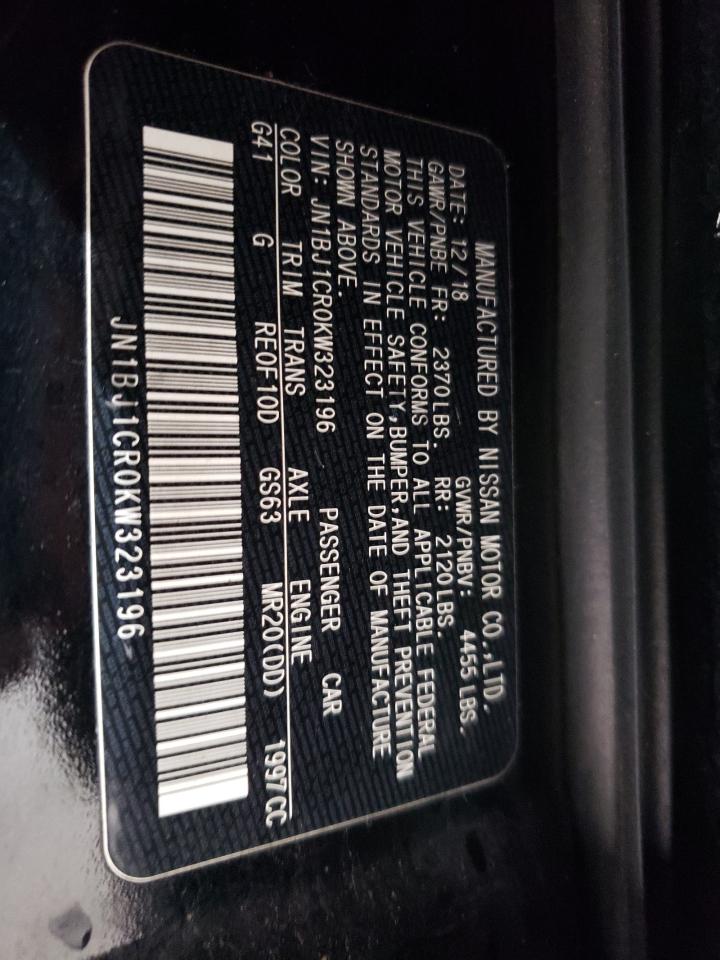 MANUFACTURED BY NISSAN MOTOR CO.,LTD.
DATE: 12/18 GVWR/PNBV: 4455 LBS.
GAWR/PNBE FR: 2370LBS. RR: 2120LBS.
THIS VEHICLE CONFORMS TO ALL APPLICABLE FEDERAL
MOTOR VEHICLE SAFETY,BUMPER,AND THEFT PREVENTION
STANDARDS IN EFFECT ON THE DATE OF MANUFACTURE
SHOWN ABOVE.
VIN: JN1BJ1CR0KW323196 PASSENGER CAR
COLOR TRIM TRANS AXLE ENGINE
G41 G RE0F10D GS63 MR20(DD) 1997CC
JN1BJ1CR0KW323196